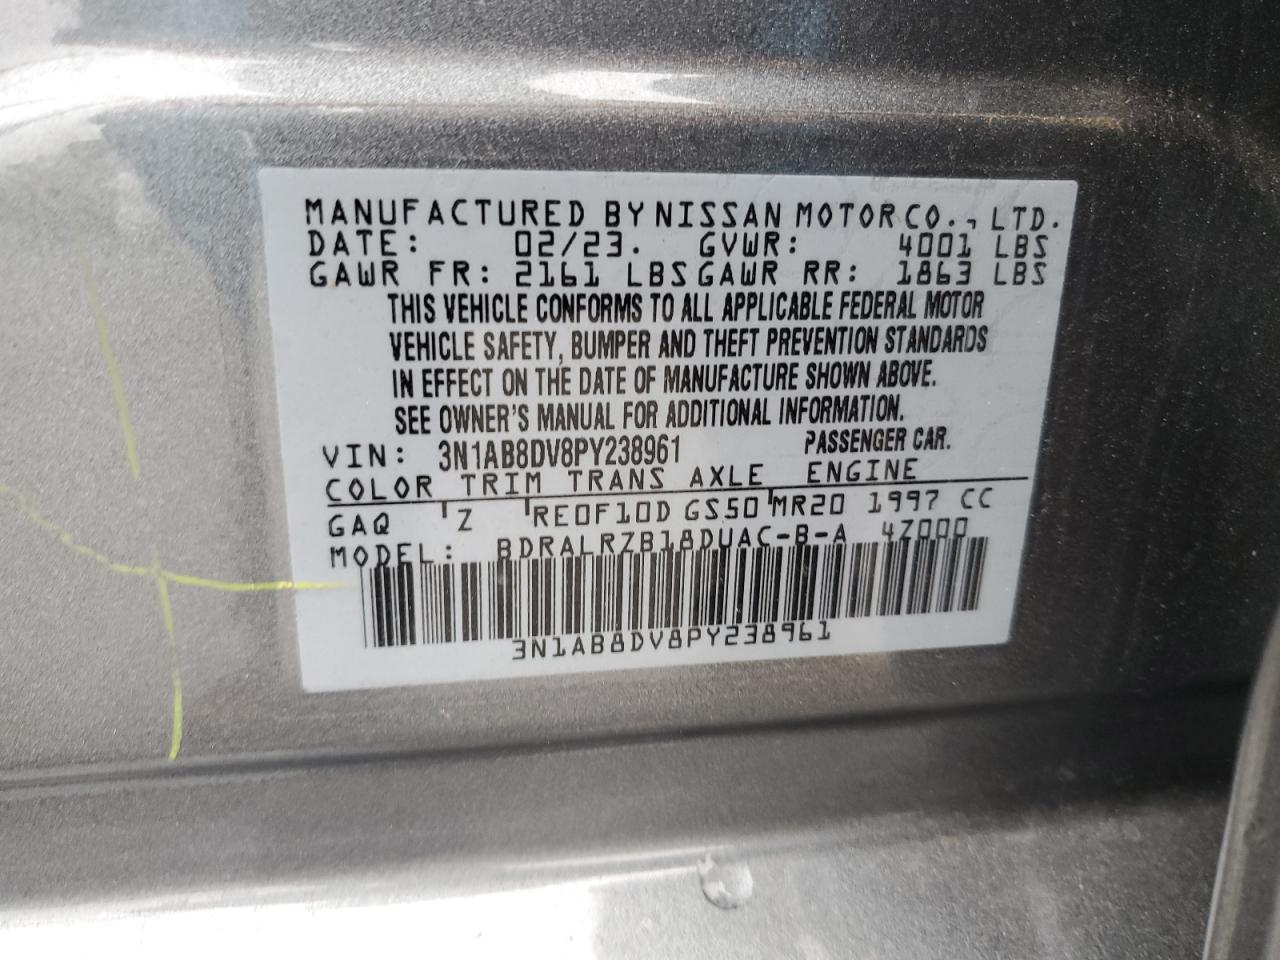 MANUFACTURED BY NISSAN MOTOR CO., LTD.
DATE: 02/23. GVWR: 4001 LBS
GAWR FR: 2161 LBS GAWR RR: 1863 LBS
THIS VEHICLE CONFORMS TO ALL APPLICABLE FEDERAL MOTOR
VEHICLE SAFETY, BUMPER AND THEFT PREVENTION STANDARDS
IN EFFECT ON THE DATE OF MANUFACTURE SHOWN ABOVE.
SEE OWNER'S MANUAL FOR ADDITIONAL INFORMATION.
VIN: 3N1AB8DV8PY238961 PASSENGER CAR.
COLOR TRIM TRANS AXLE ENGINE
GAQ Z RE0F10D GS50 MR20 1997 CC
MODEL: BDRALRZB18DUAC-B-A 4Z000
3N1AB8DV8PY238961